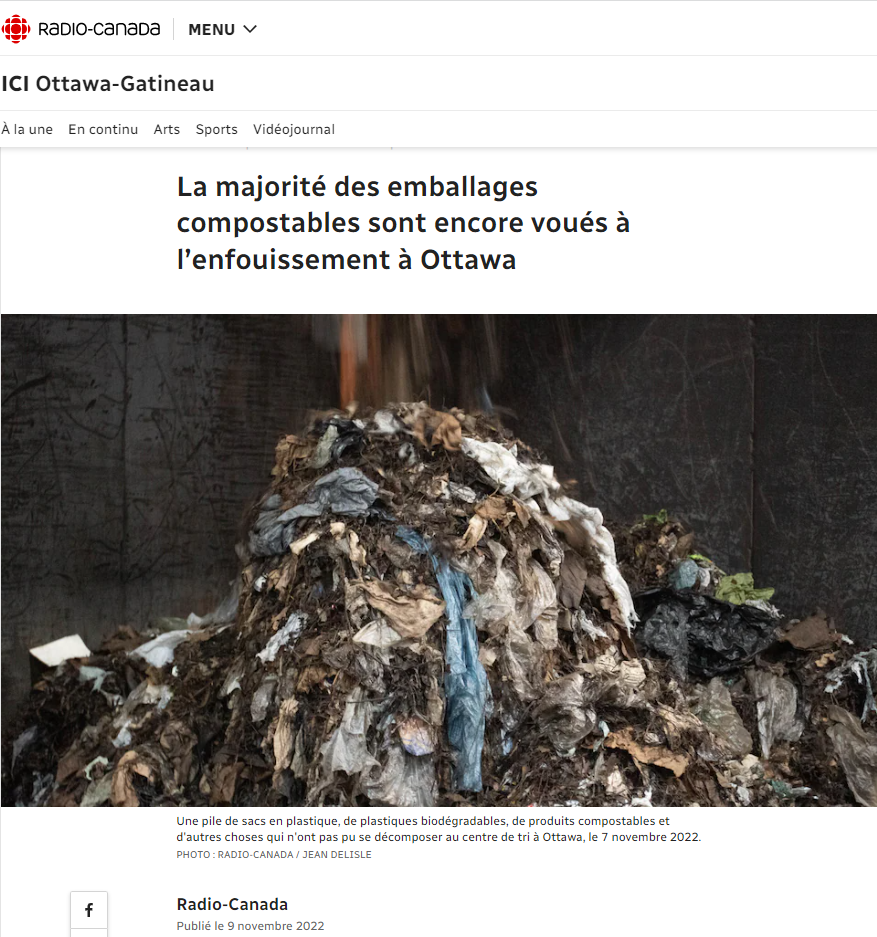 RADIO-CANADA
MENU
ICI Ottawa-Gatineau
À la une En continu Arts Sports Vidéojournal
La majorité des emballages
compostables sont encore voués à
l’enfouissement à Ottawa
Une pile de sacs en plastique, de plastiques biodégradables, de produits compostables et
d'autres choses qui n'ont pas pu se décomposer au centre de tri à Ottawa, le 7 novembre 2022.
PHOTO : RADIO-CANADA / JEAN DELISLE
f
Radio-Canada
Publié le 9 novembre 2022